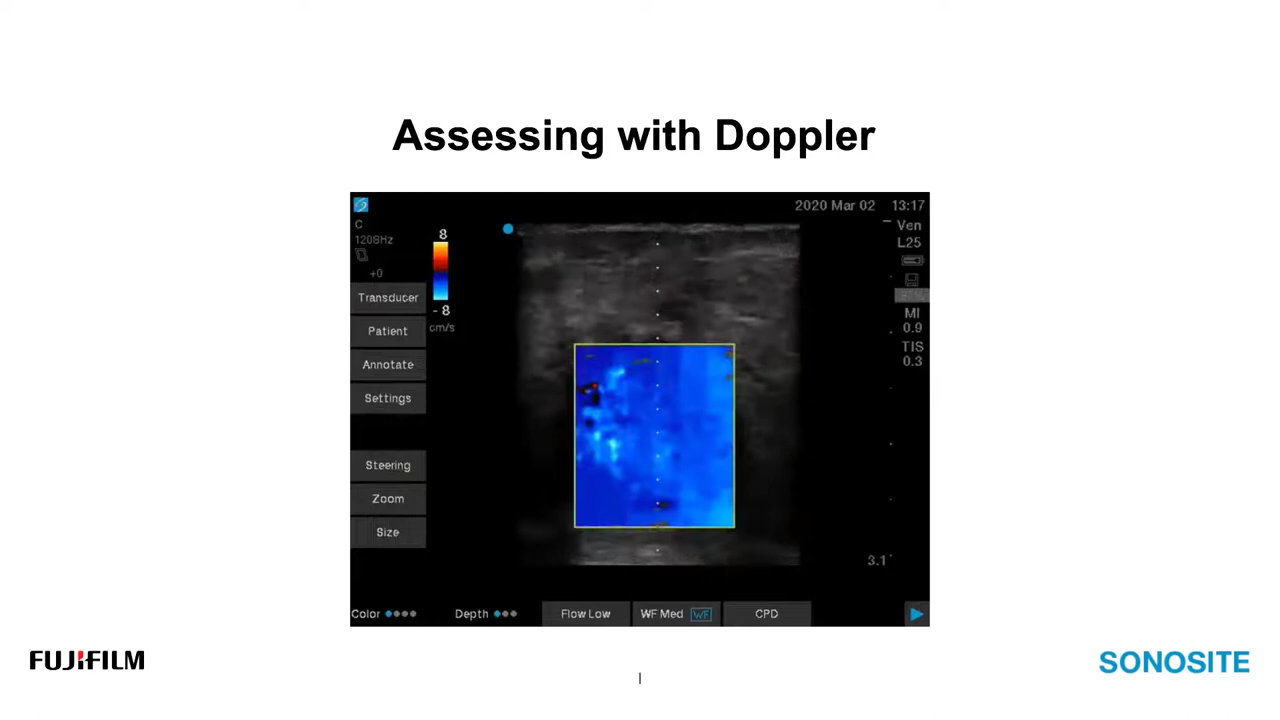 Assessing with Doppler
2020 Mar 02 13:17
C
120BHz
+0
8
- 8
cm/s
Ven
L25
MI
0.9
TIS
0.3
Transducer
Patient
Annotate
Settings
Steering
Zoom
Size
3.1
Color
Depth
Flow Low
WF Med WF
CPD
FUJIFILM
SONOSITE